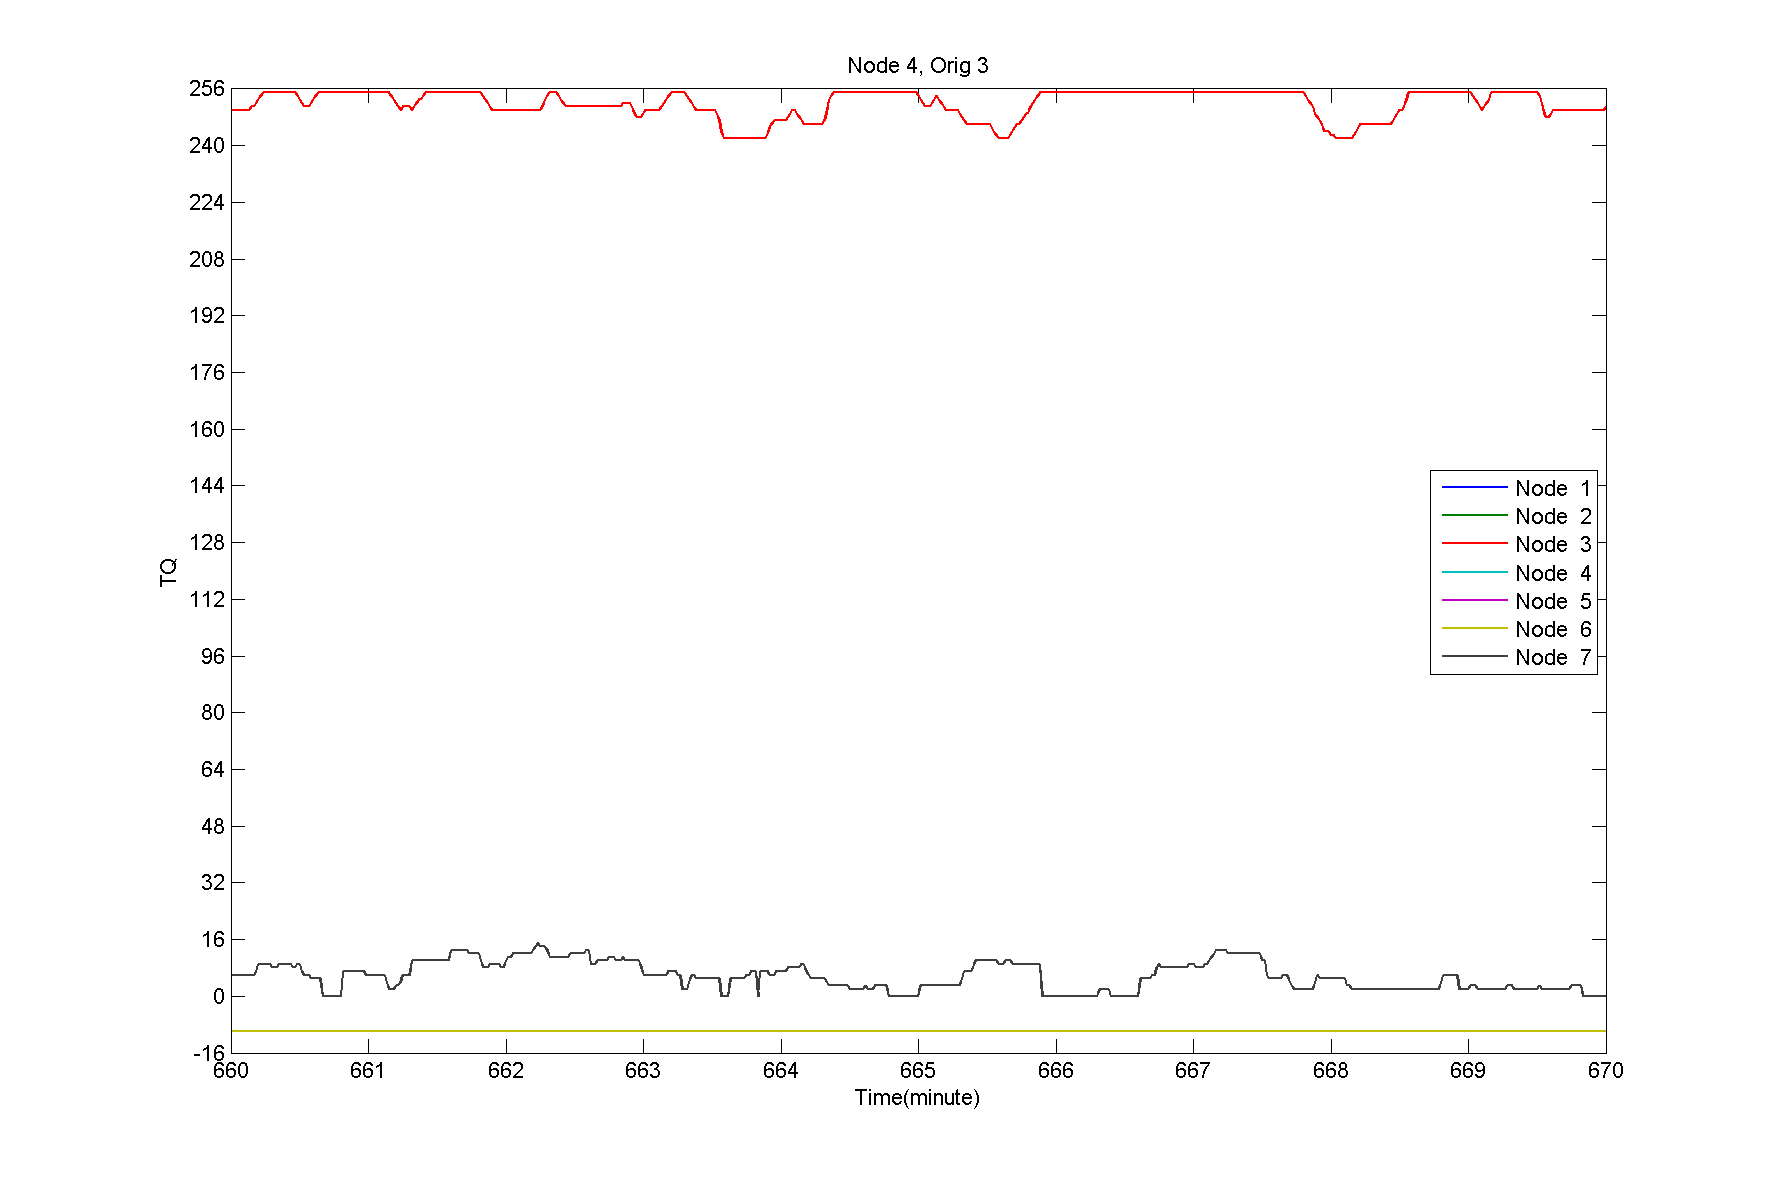 Node 4, Orig 3
256
240
224
208
192
176
160
144
128
112
96
80
64
48
32
16
0
-16
TQ
Node 1
Node 2
Node 3
Node 4
Node 5
Node 6
Node 7
660 661 662 663 664 665 666 667 668 669 670
Time(minute)